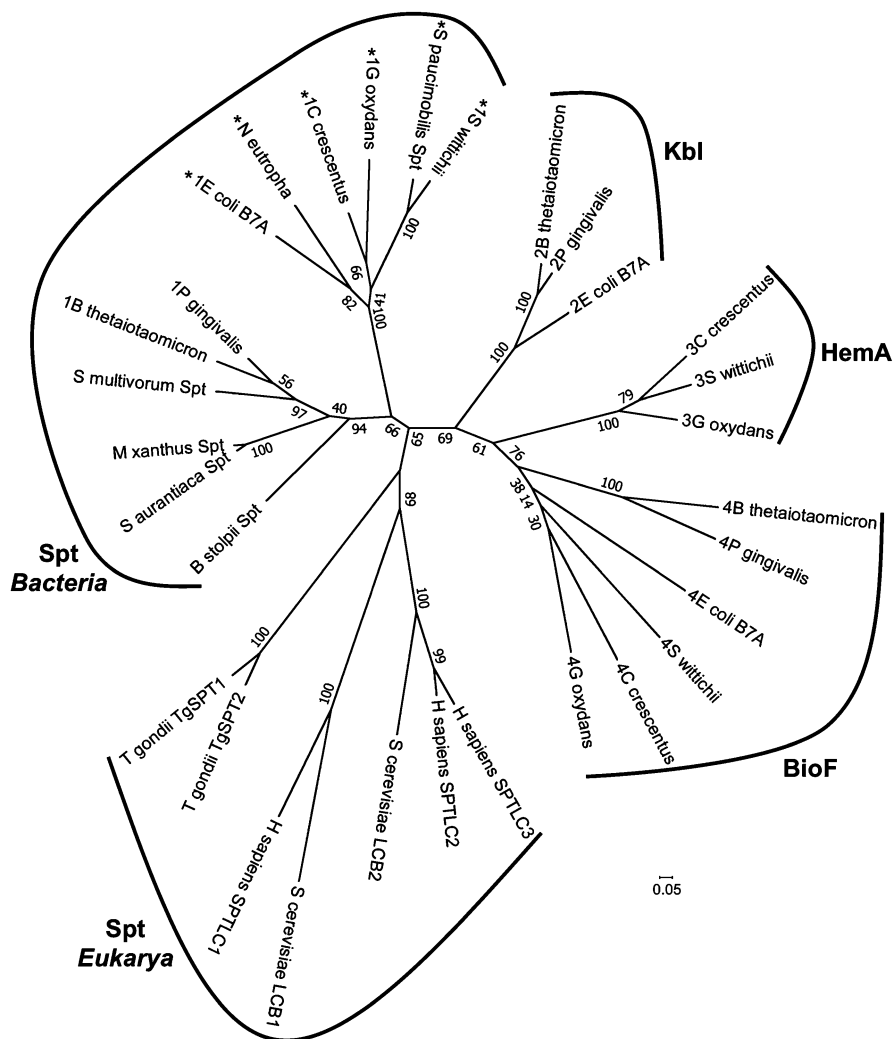 *S paucimobilis Spt
*1G oxydans
*1S wittichii
*1C crescentus
*N eutropha
*1E coli B7A
1P gingivalis
1B thetaiotaomicron
S multivorum Spt
M xanthus Spt
S aurantiaca Spt
B stolpii Spt
Spt
Bacteria
66
100
82
41
100
56
97
40
94
100
66
65
69
61
2B thetaiotaomicron
2P gingivalis
2E coli B7A
Kbl
100
100
3C crescentus
3S wittichii
3G oxydans
HemA
79
100
76
38
14
30
100
4B thetaiotaomicron
4P gingivalis
4E coli B7A
4S wittichii
4C crescentus
4G oxydans
BioF
68
100
99
100
100
T gondii TgSPT1
T gondii TgSPT2
H sapiens SPTLC1
S cerevisiae LCB1
S cerevisiae LCB2
H sapiens SPTLC2
H sapiens SPTLC3
Spt
Eukarya
0.05